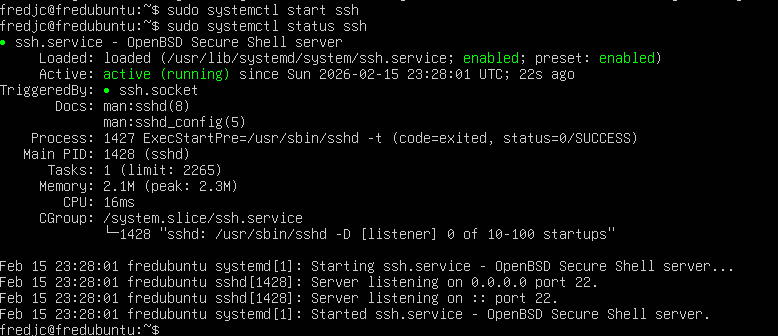 fredjc@fredubuntu:~$ sudo systemctl start ssh
fredjc@fredubuntu:~$ sudo systemctl status ssh
● ssh.service - OpenBSD Secure Shell server
     Loaded: loaded (/usr/lib/systemd/system/ssh.service; enabled; preset: enabled)
     Active: active (running) since Sun 2026-02-15 23:28:01 UTC; 22s ago
TriggeredBy: ● ssh.socket
       Docs: man:sshd(8)
             man:sshd_config(5)
    Process: 1427 ExecStartPre=/usr/sbin/sshd -t (code=exited, status=0/SUCCESS)
   Main PID: 1428 (sshd)
      Tasks: 1 (limit: 2265)
     Memory: 2.1M (peak: 2.3M)
        CPU: 16ms
     CGroup: /system.slice/ssh.service
             └─1428 "sshd: /usr/sbin/sshd -D [listener] 0 of 10-100 startups"

Feb 15 23:28:01 fredubuntu systemd[1]: Starting ssh.service - OpenBSD Secure Shell server...
Feb 15 23:28:01 fredubuntu sshd[1428]: Server listening on 0.0.0.0 port 22.
Feb 15 23:28:01 fredubuntu sshd[1428]: Server listening on :: port 22.
Feb 15 23:28:01 fredubuntu systemd[1]: Started ssh.service - OpenBSD Secure Shell server.
fredjc@fredubuntu:~$